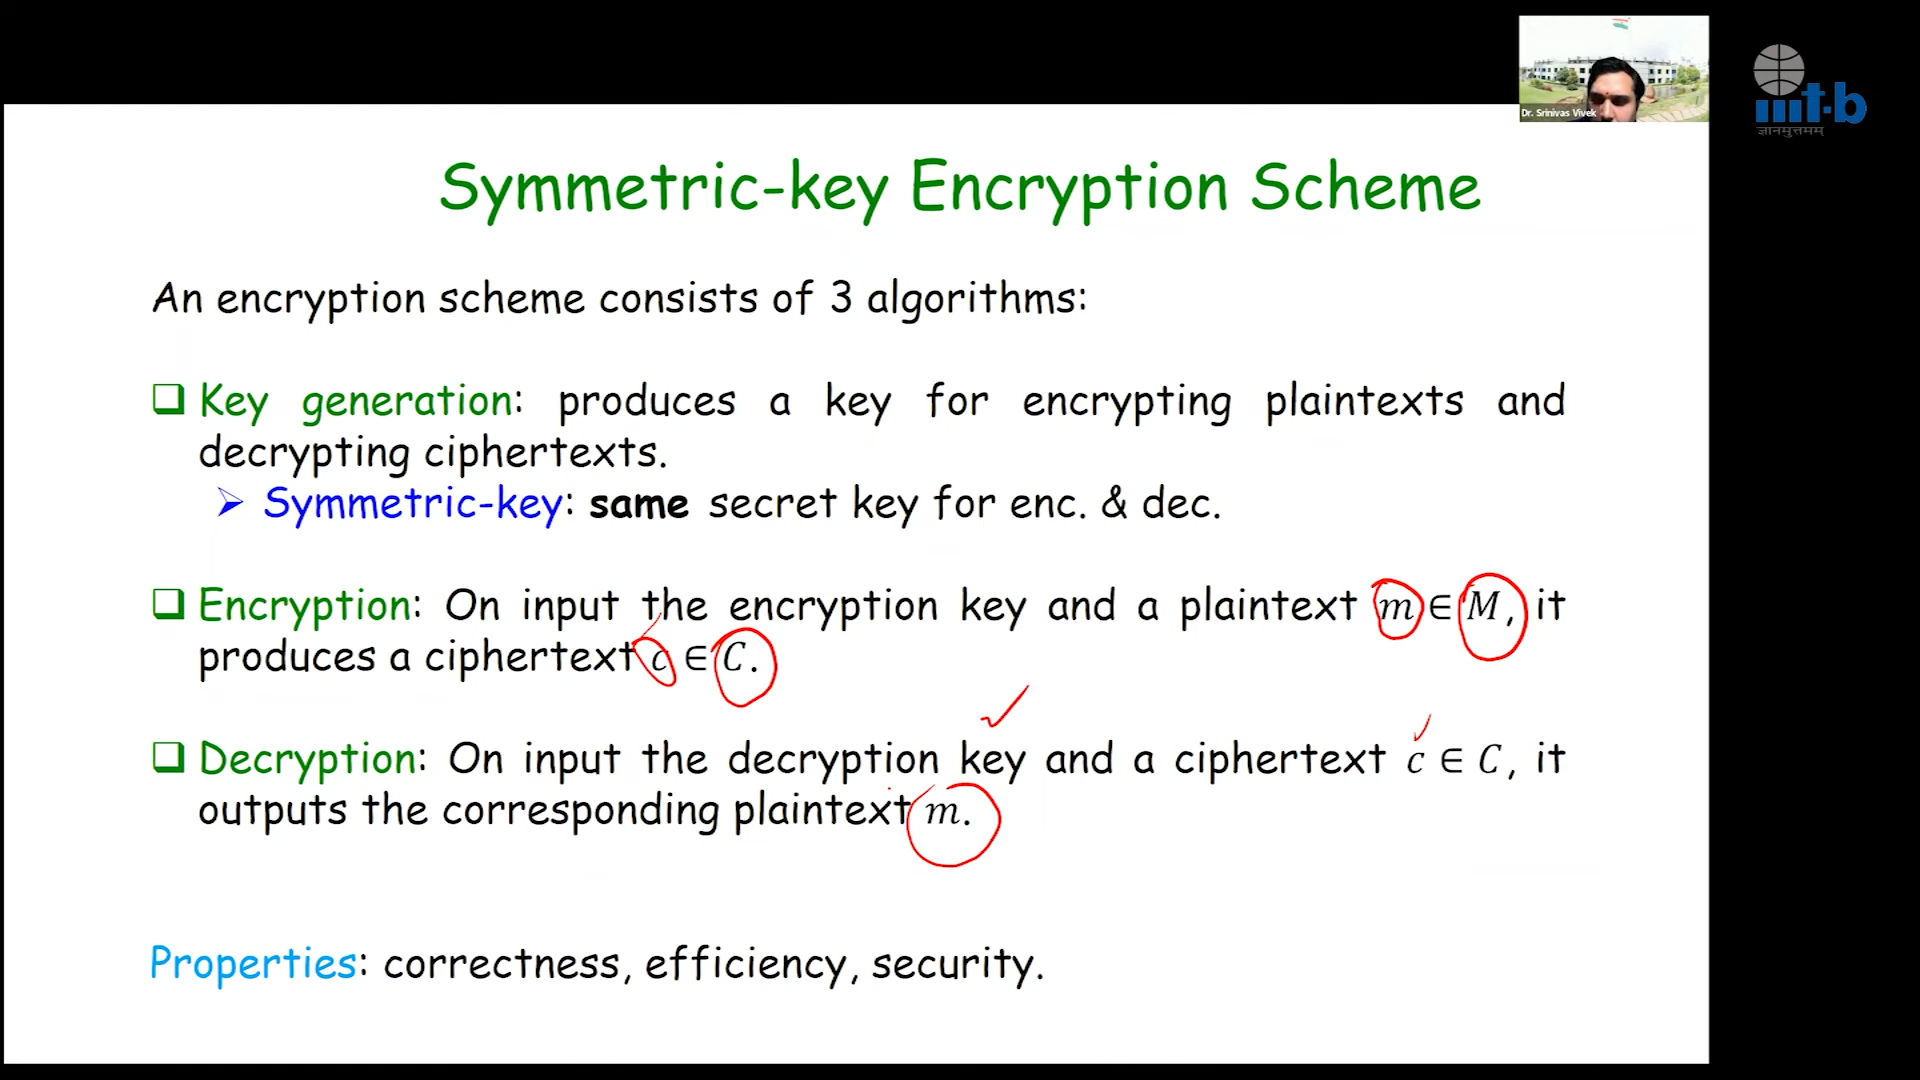 Dr. Srinivas Vivek
iiit-b
ज्ञानमुत्तमम्
Symmetric-key Encryption Scheme
An encryption scheme consists of 3 algorithms:
Key generation: produces a key for encrypting plaintexts and
decrypting ciphertexts.
Symmetric-key: same secret key for enc. & dec.
Encryption: On input the encryption key and a plaintext m ∈ M, it
produces a ciphertext c ∈ C.
Decryption: On input the decryption key and a ciphertext c ∈ C, it
outputs the corresponding plaintext m.
Properties: correctness, efficiency, security.